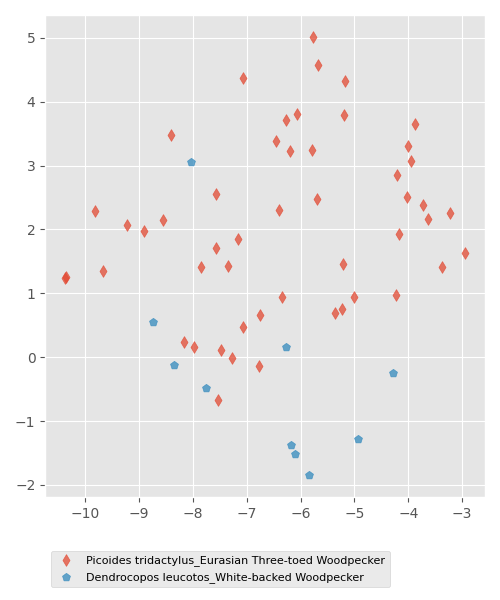 5
4
3
2
1
0
−1
−2
−10 −9 −8 −7 −6 −5 −4 −3
Picoides tridactylus_Eurasian Three-toed Woodpecker
Dendrocopos leucotos_White-backed Woodpecker